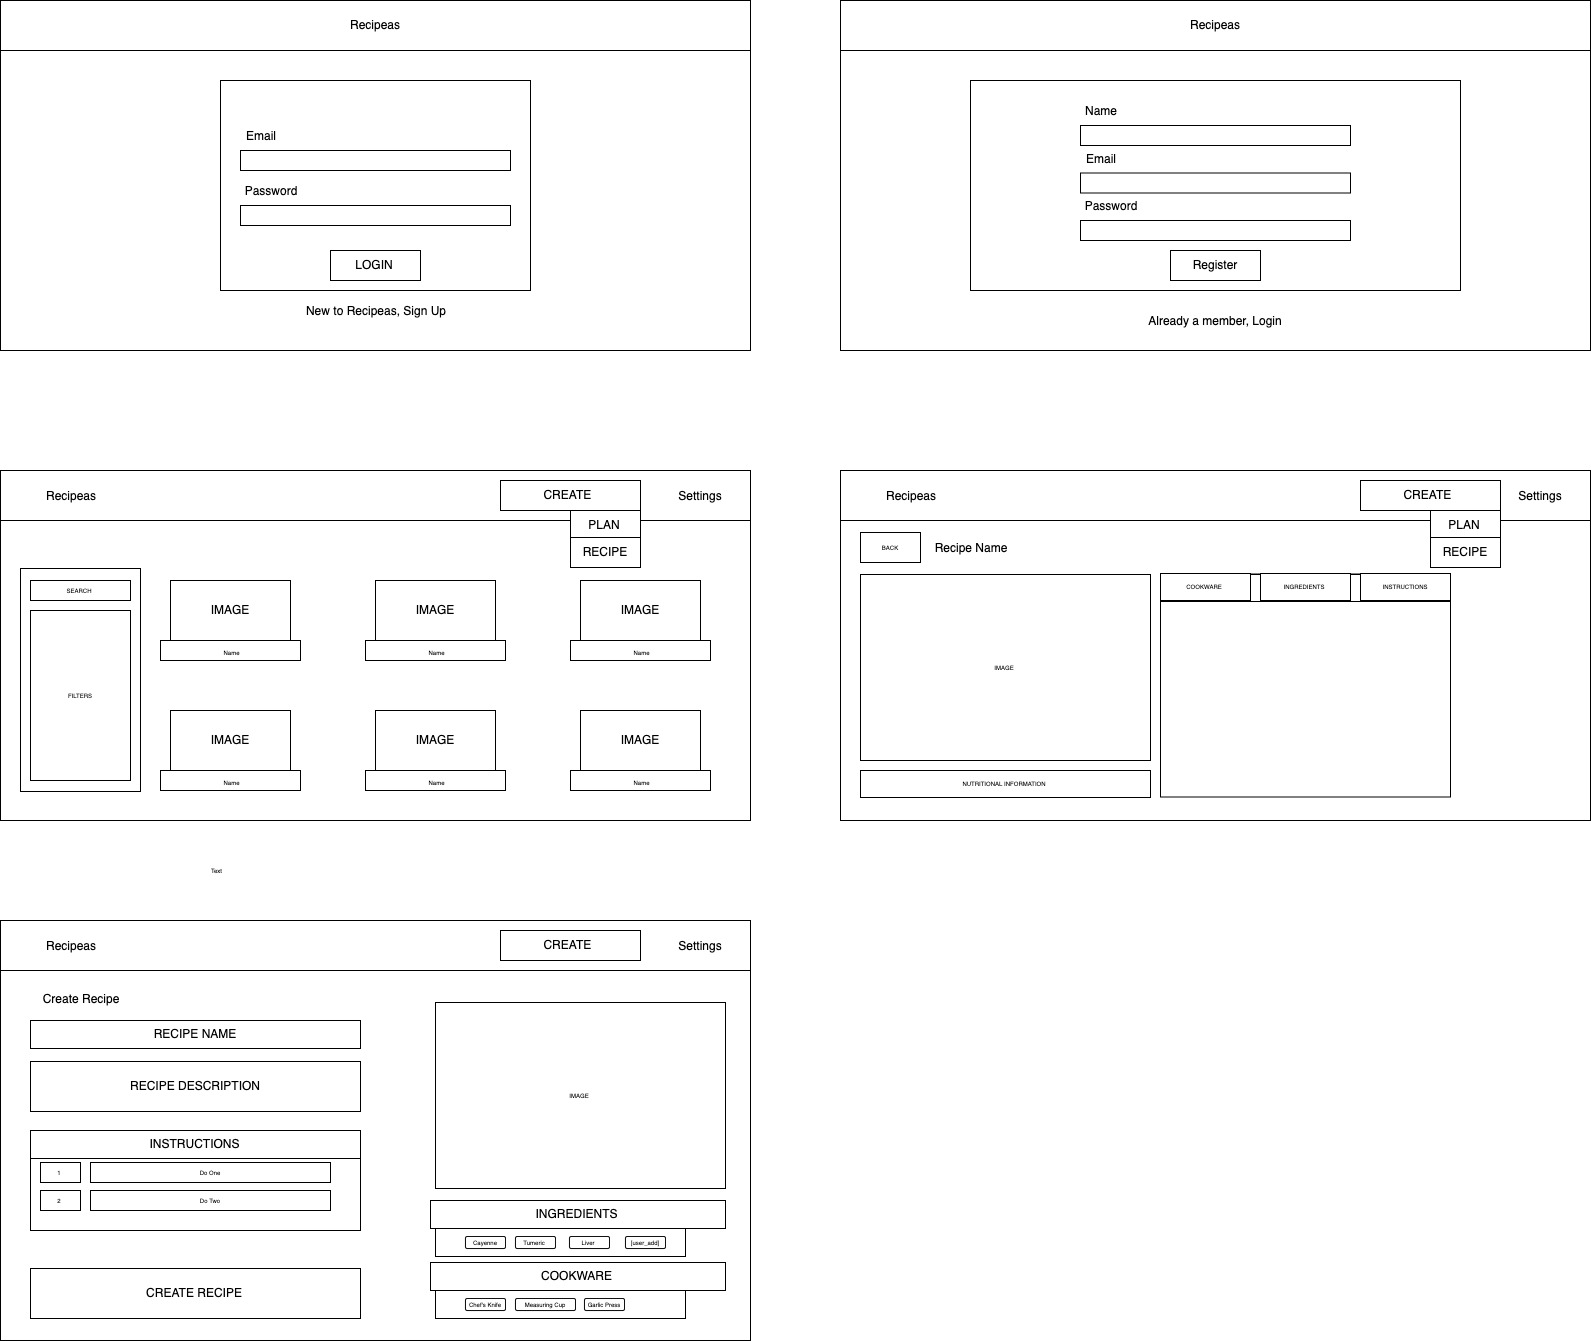 Recipeas
Email
Password
LOGIN
New to Recipeas, Sign Up
Recipeas
Name
Email
Password
Register
Already a member, Login
Recipeas
CREATE
Settings
PLAN
RECIPE
SEARCH
FILTERS
IMAGE
IMAGE
IMAGE
Name
Name
Name
IMAGE
IMAGE
IMAGE
Name
Name
Name
Recipeas
CREATE
Settings
PLAN
RECIPE
BACK
Recipe Name
IMAGE
NUTRITIONAL INFORMATION
COOKWARE
INGREDIENTS
INSTRUCTIONS
Text
Recipeas
CREATE
Settings
Create Recipe
RECIPE NAME
RECIPE DESCRIPTION
INSTRUCTIONS
1
Do One
2
Do Two
CREATE RECIPE
IMAGE
INGREDIENTS
Cayenne
Tumeric
Liver
[user_add]
COOKWARE
Chef's Knife
Measuring Cup
Garlic Press